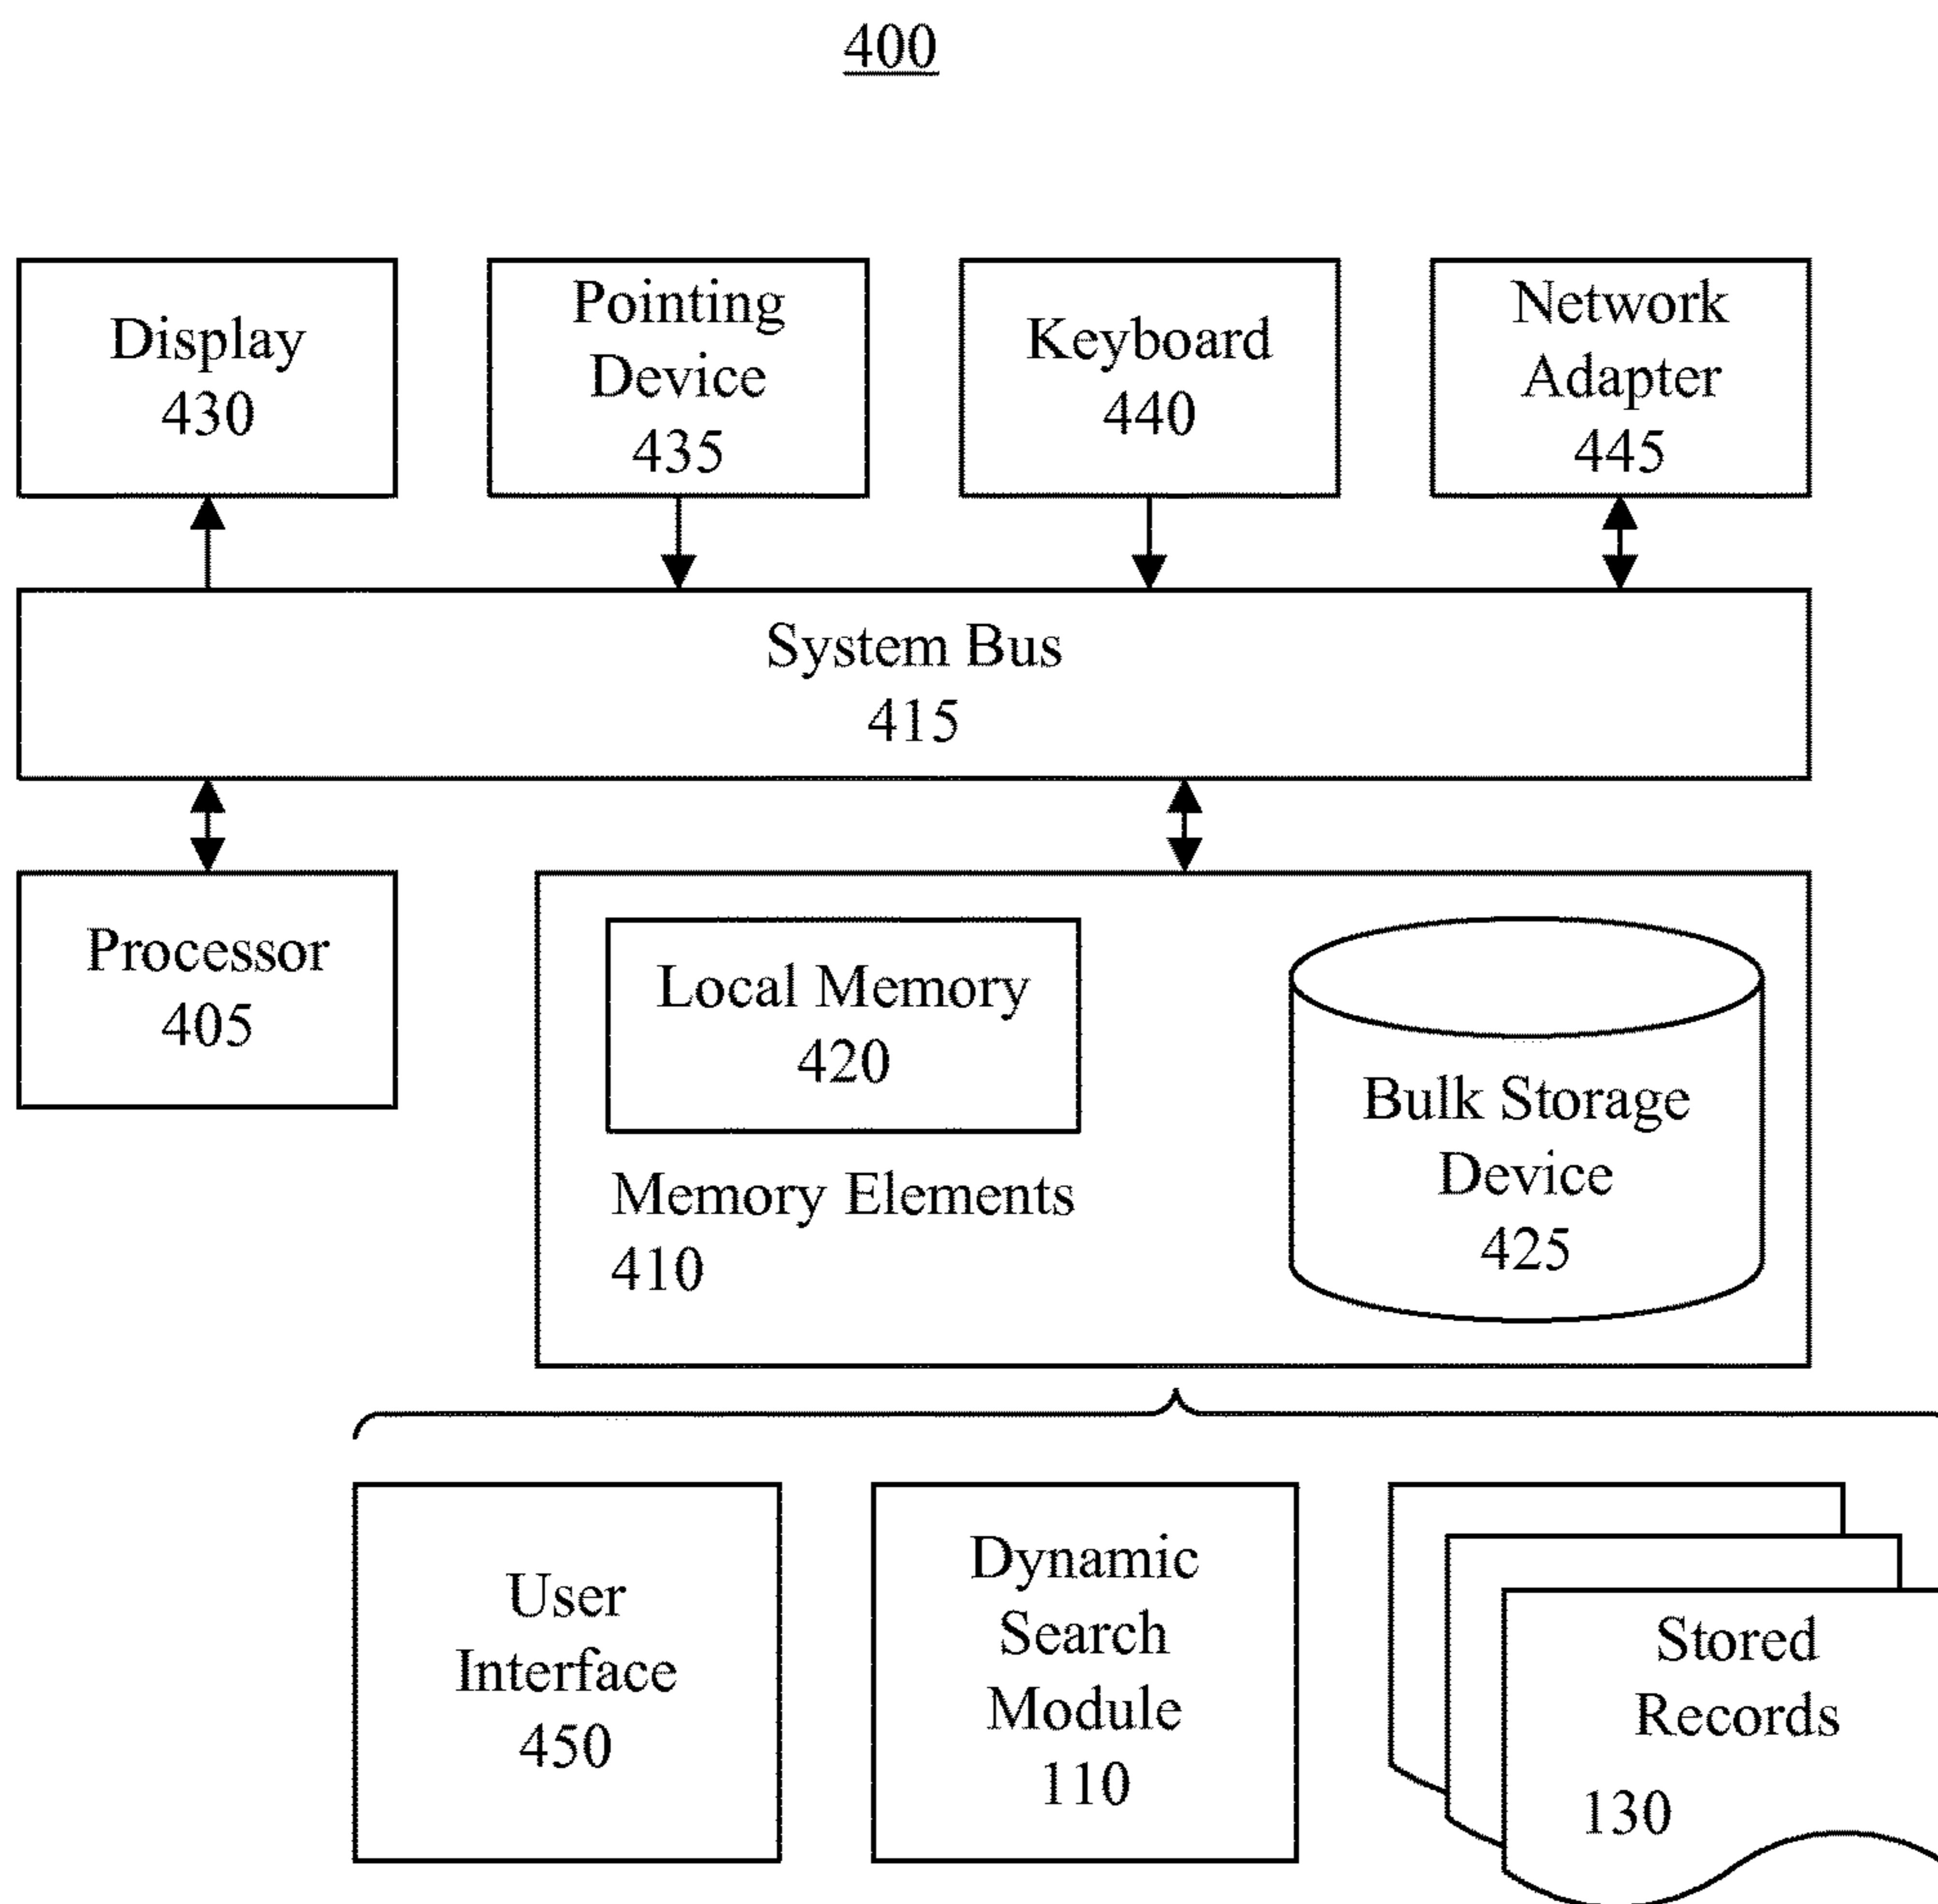 400
Display
430
Pointing
Device
435
Keyboard
440
Network
Adapter
445
System Bus
415
Processor
405
Local Memory
420
Memory Elements
410
Bulk Storage
Device
425
User
Interface
450
Dynamic
Search
Module
110
Stored
Records
130